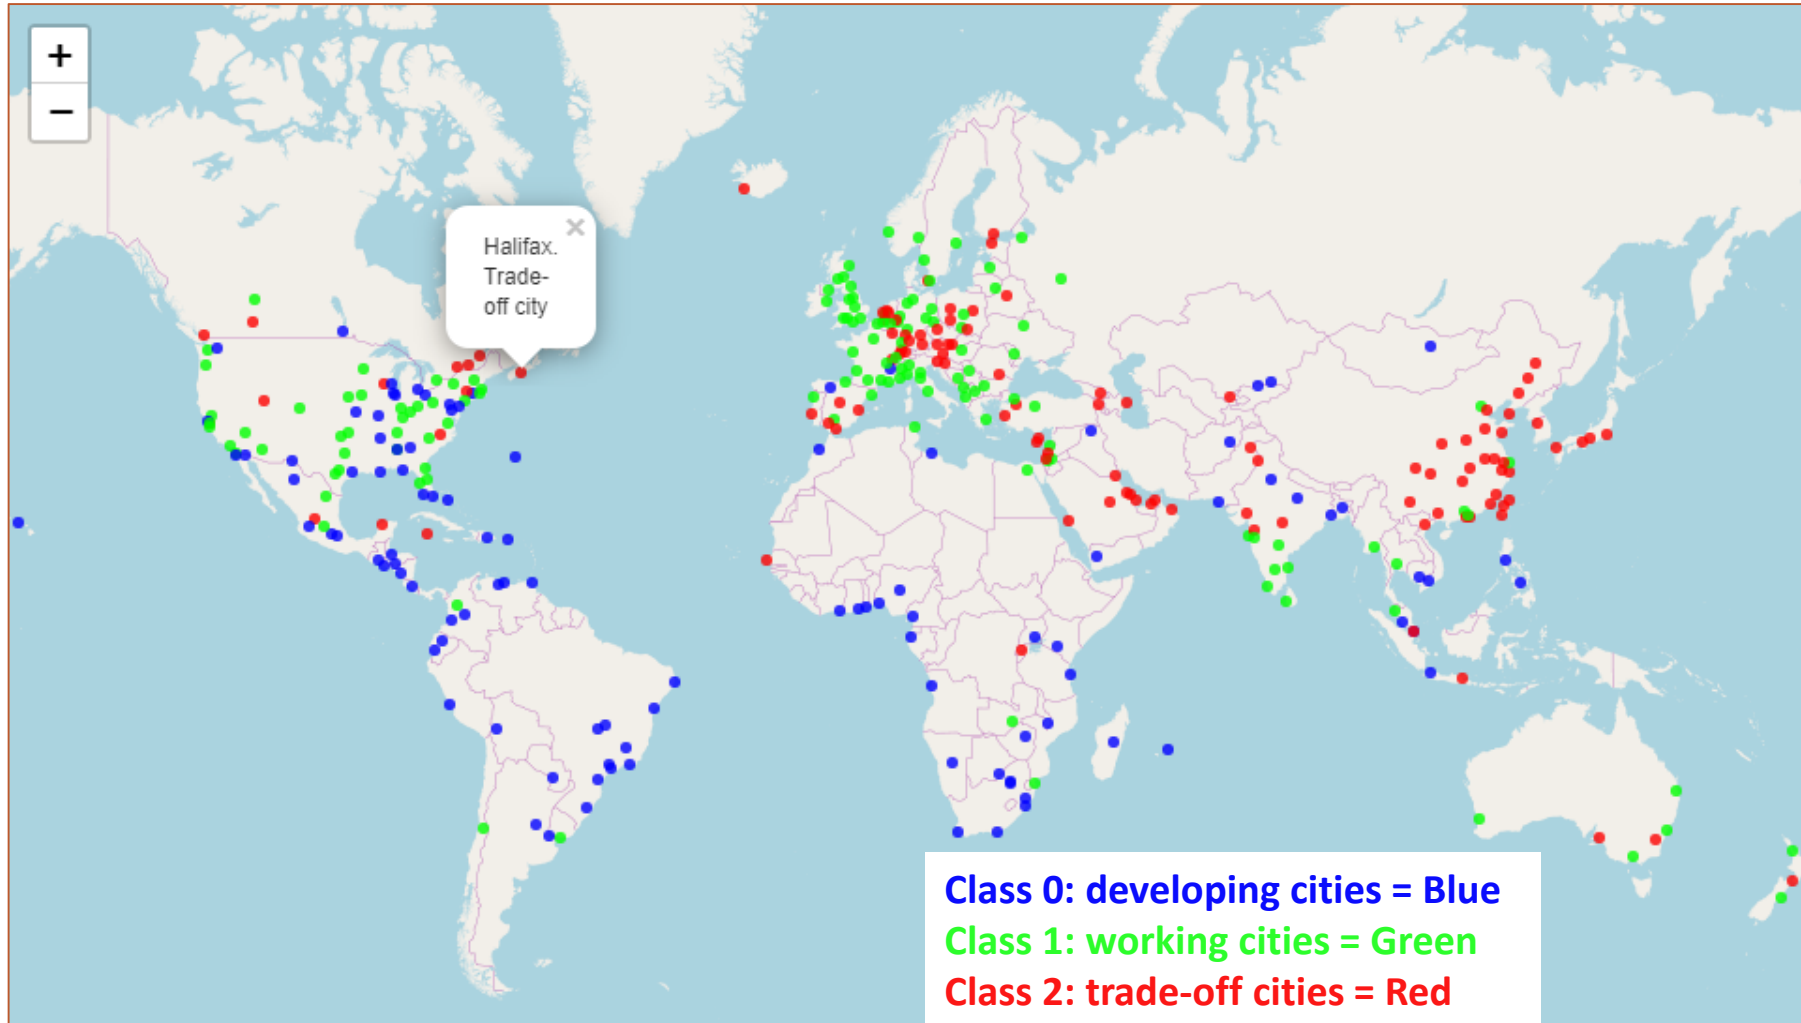 +
−
×
Halifax.
Trade-
off city
Class 0: developing cities = Blue
Class 1: working cities = Green
Class 2: trade-off cities = Red